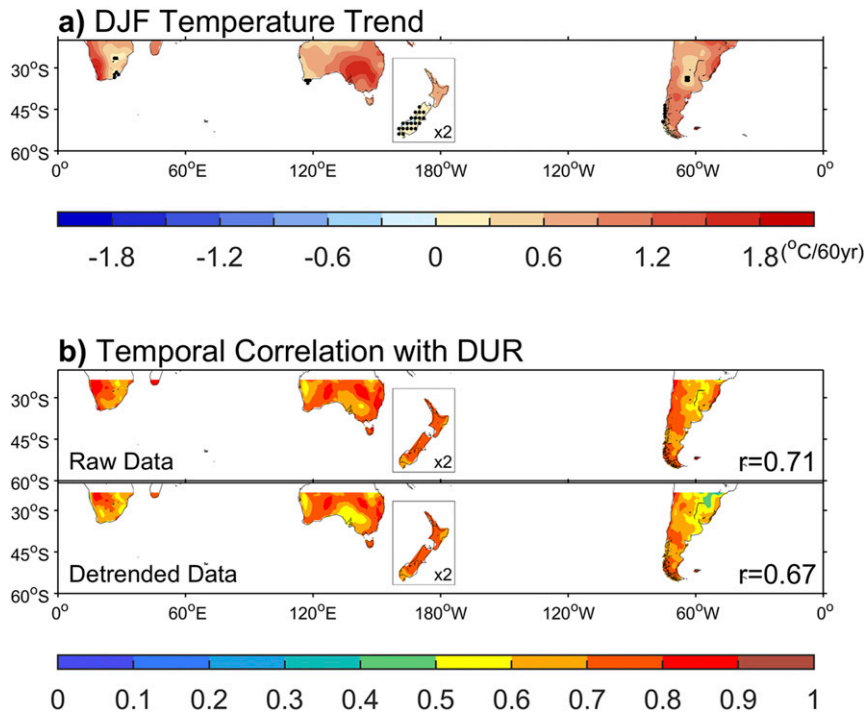 a) DJF Temperature Trend
30°S
45°S
60°S
x2
0° 60°E 120°E 180°W 60°W 0°
-1.8 -1.2 -0.6 0 0.6 1.2 1.8 (°C/60yr)
b) Temporal Correlation with DUR
30°S
45°S
60°S
Raw Data x2 r=0.71
30°S
45°S
60°S
Detrended Data x2 r=0.67
0° 60°E 120°E 180°W 60°W 0°
0 0.1 0.2 0.3 0.4 0.5 0.6 0.7 0.8 0.9 1